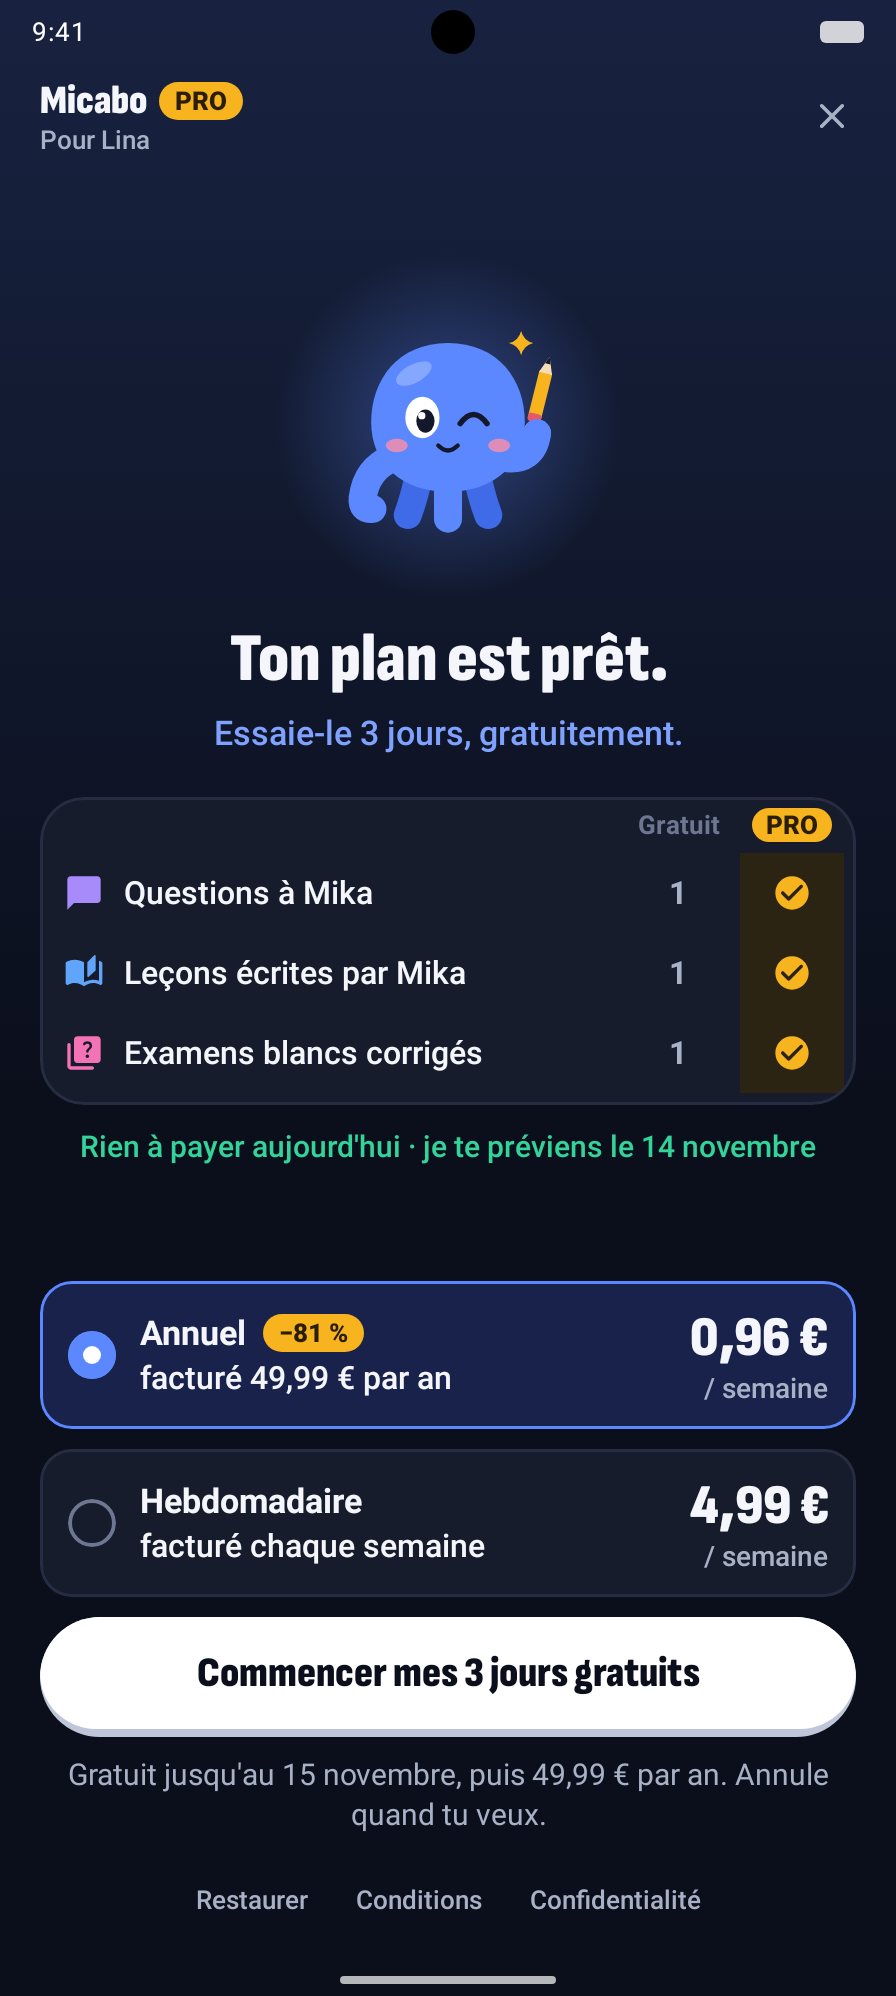 9:41
Micabo PRO
Pour Lina
Ton plan est prêt.
Essaie-le 3 jours, gratuitement.
Gratuit PRO
Questions à Mika 1
Leçons écrites par Mika 1
? Examens blancs corrigés 1
Rien à payer aujourd'hui · je te préviens le 14 novembre
Annuel −81 % 0,96 €
facturé 49,99 € par an / semaine
Hebdomadaire 4,99 €
facturé chaque semaine / semaine
Commencer mes 3 jours gratuits
Gratuit jusqu'au 15 novembre, puis 49,99 € par an. Annule
quand tu veux.
Restaurer Conditions Confidentialité